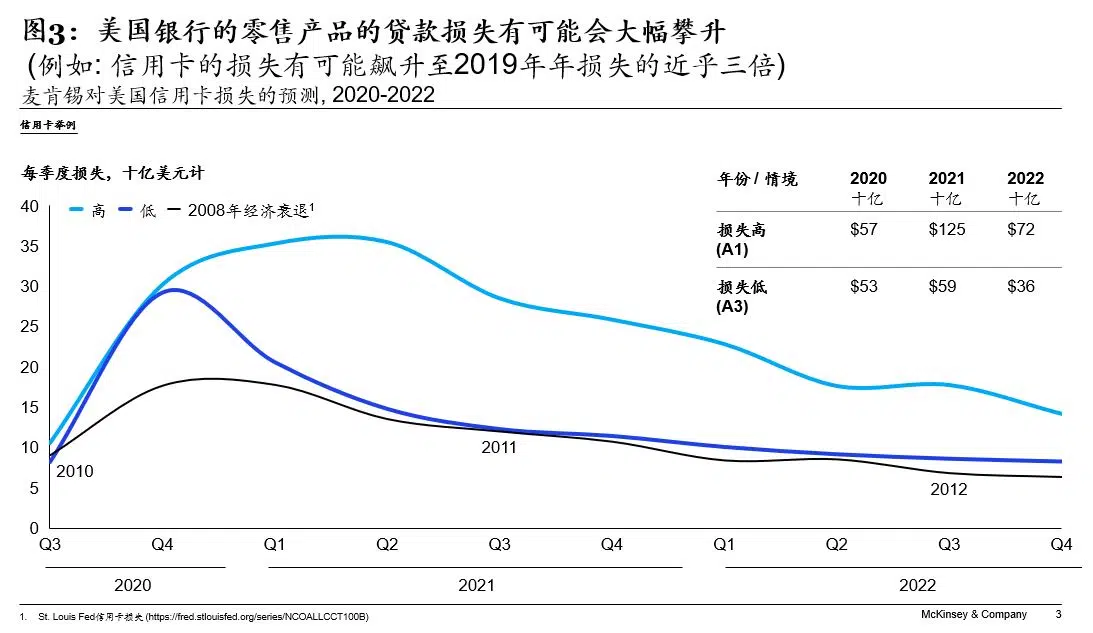 图3：美国银行的零售产品的贷款损失有可能会大幅攀升
(例如: 信用卡的损失有可能飙升至2019年年损失的近乎三倍)
麦肯锡对美国信用卡损失的预测, 2020-2022
信用卡举例
每季度损失，十亿美元计
高 低 2008年经济衰退1
年份 / 情境 2020 2021 2022
十亿 十亿 十亿
损失高 $57 $125 $72
(A1)
损失低 $53 $59 $36
(A3)
40
35
30
25
20
15
10
5
0
2010
2011
2012
Q3 Q4 Q1 Q2 Q3 Q4 Q1 Q2 Q3 Q4
2020 2021 2022
1. St. Louis Fed信用卡损失 (https://fred.stlouisfed.org/series/NCOALLCCT100B)
McKinsey & Company 3